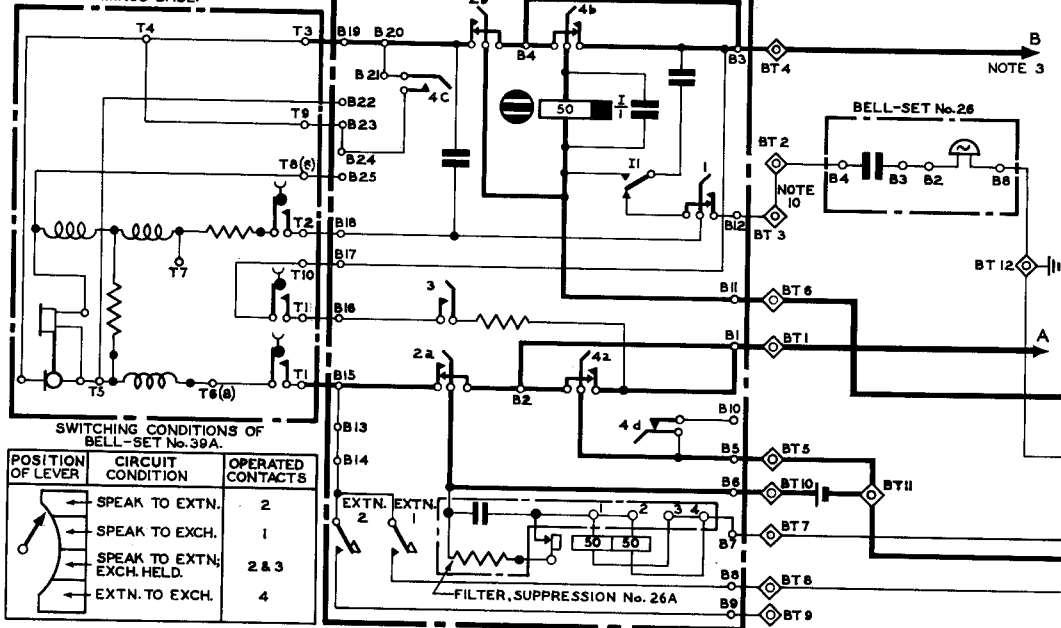 T4
T3
B19
B20
B4
4b
B3
BT4
B
NOTE 3
B21
4C
B22
T9
B23
B24
T8(6)
B25
50
I
1
I1
1
BELL-SET No.26
BT2
B4
B3
B2
B8
NOTE
10
B12
BT3
T2
B18
T7
T10
B17
BT12
T11
B16
3
B11
BT6
B1
BT1
A
2a
4a
T5
T6(8)
T1
B15
B2
B13
4d
B10
B14
B5
BT5
B6
BT10
BT11
EXTN.
2
EXTN.
1
1
2
3
4
50
50
B7
BT7
B8
BT8
FILTER, SUPPRESSION No. 26A
B9
BT9
SWITCHING CONDITIONS OF
BELL-SET No. 39A.
POSITION OF LEVER
CIRCUIT CONDITION
OPERATED CONTACTS
SPEAK TO EXTN. 2
SPEAK TO EXCH. 1
SPEAK TO EXTN; EXCH. HELD. 2 & 3
EXTN. TO EXCH. 4